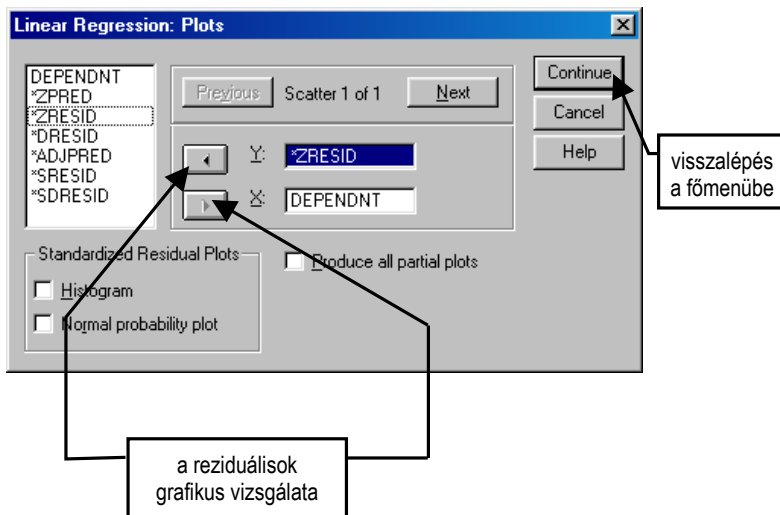 Linear Regression: Plots
DEPENDNT
*ZPRED
*ZRESID
*DRESID
*ADJPRED
*SRESID
*SDRESID
Previous Scatter 1 of 1 Next
Y: *ZRESID
X: DEPENDNT
Continue
Cancel
Help
Standardized Residual Plots
Histogram
Normal probability plot
Produce all partial plots
visszalépés
a főmenübe
a reziduálisok
grafikus vizsgálata